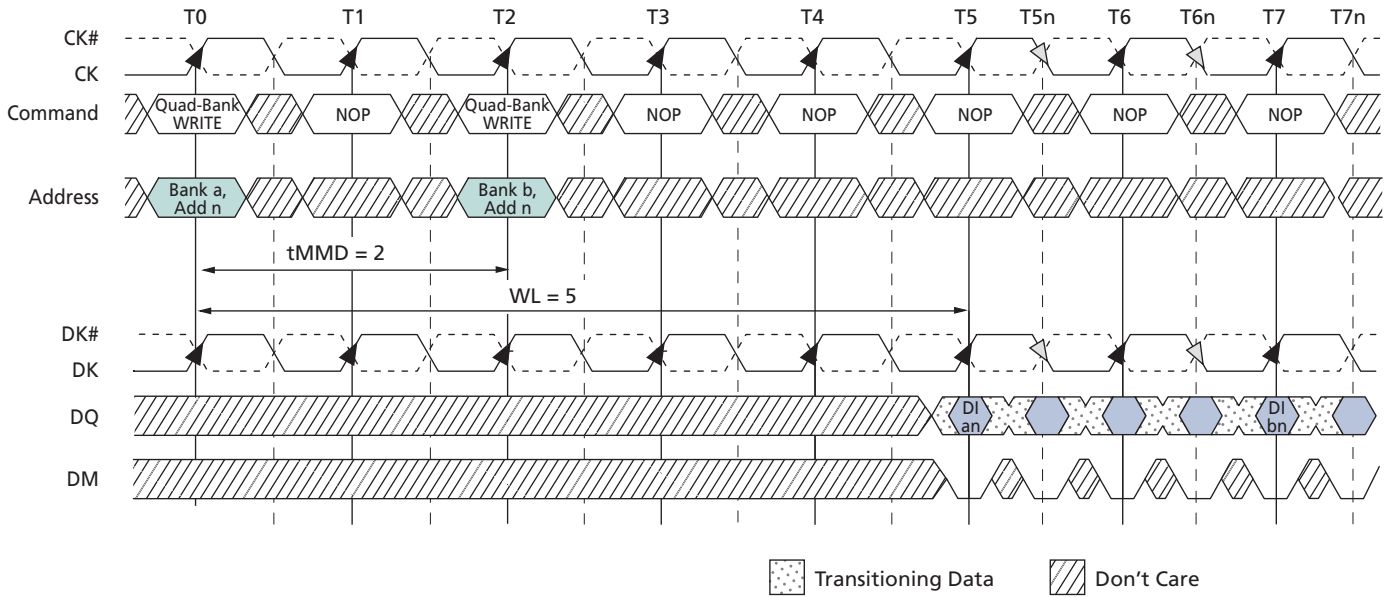 T0 T1 T2 T3 T4 T5 T5n T6 T6n T7 T7n
CK#
CK
Command
Quad-Bank
WRITE
NOP
Quad-Bank
WRITE
NOP
NOP
NOP
NOP
NOP
Address
Bank a,
Add n
Bank b,
Add n
tMMD = 2
WL = 5
DK#
DK
DQ
DI
an
DI
bn
DM
Transitioning Data
Don't Care